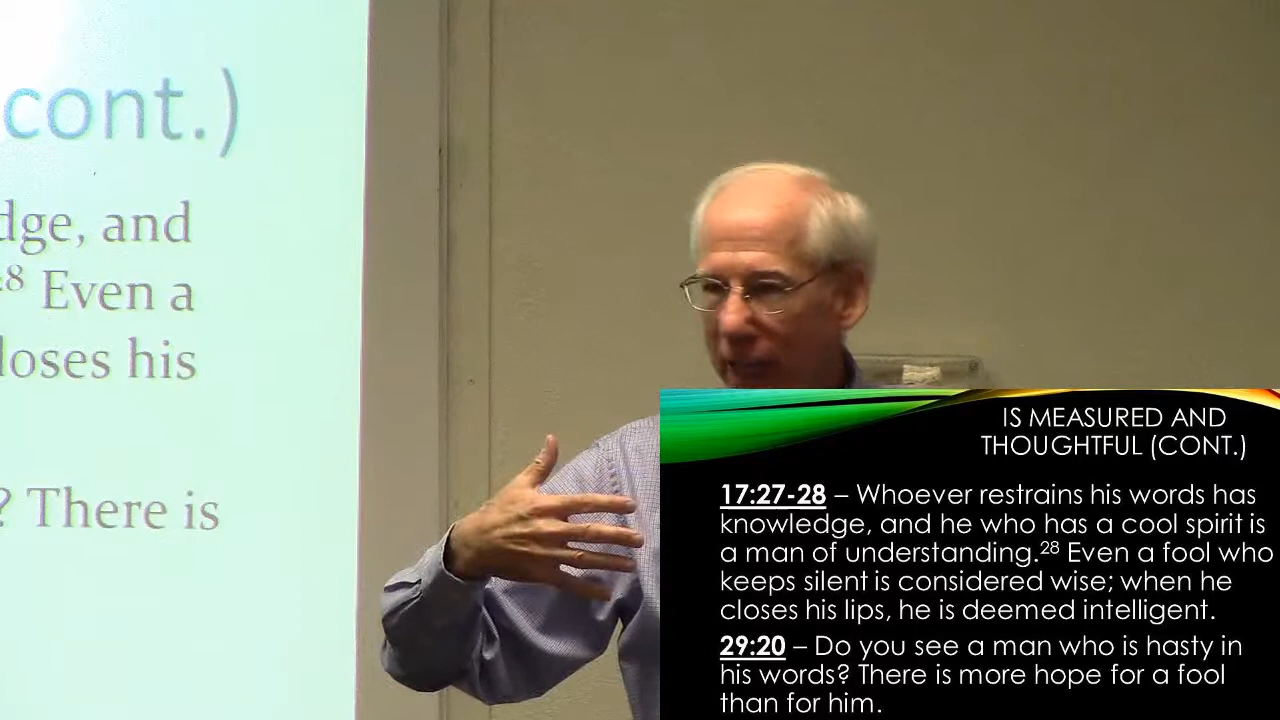 cont.)
dge, and
28 Even a
loses his
? There is
IS MEASURED AND
THOUGHTFUL (CONT.)
17:27-28 – Whoever restrains his words has
knowledge, and he who has a cool spirit is
a man of understanding.28 Even a fool who
keeps silent is considered wise; when he
closes his lips, he is deemed intelligent.
29:20 – Do you see a man who is hasty in
his words? There is more hope for a fool
than for him.